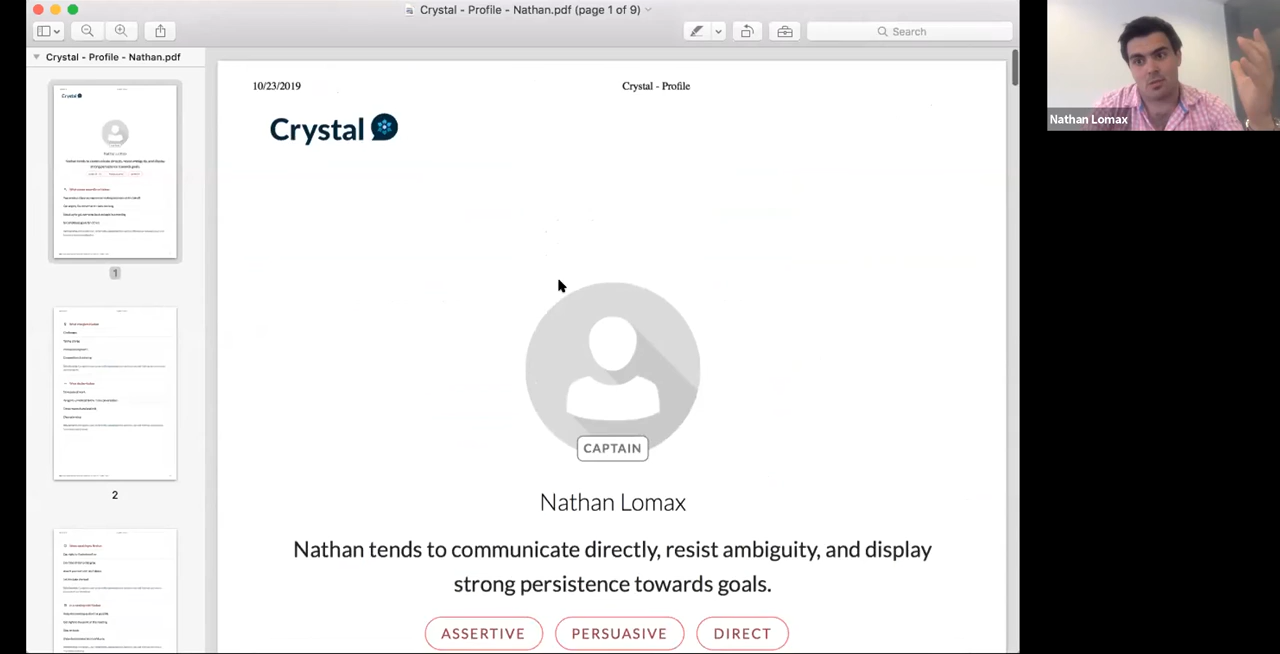 Crystal - Profile - Nathan.pdf (page 1 of 9)
Search
Crystal - Profile - Nathan.pdf
1
2
10/23/2019
Crystal - Profile
Crystal
CAPTAIN
Nathan Lomax
Nathan tends to communicate directly, resist ambiguity, and display
strong persistence towards goals.
ASSERTIVE
PERSUASIVE
DIRECT
Nathan Lomax